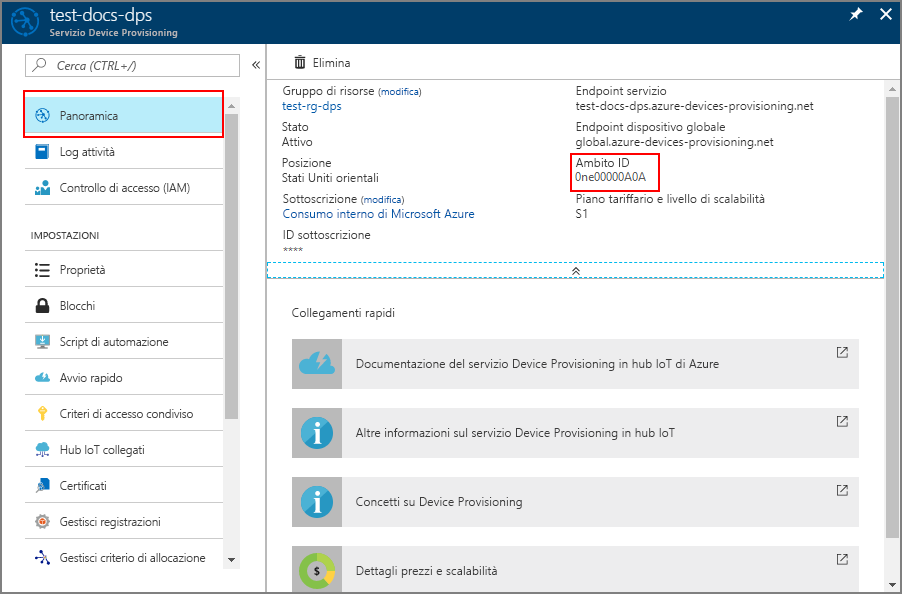 test-docs-dps
Servizio Device Provisioning
Cerca (CTRL+/)
Panoramica
Log attività
Controllo di accesso (IAM)
IMPOSTAZIONI
Proprietà
Blocchi
Script di automazione
Avvio rapido
Criteri di accesso condiviso
Hub IoT collegati
Certificati
Gestisci registrazioni
Gestisci criterio di allocazione
Elimina
Gruppo di risorse (modifica)
test-rg-dps
Stato
Attivo
Posizione
Stati Uniti orientali
Sottoscrizione (modifica)
Consumo interno di Microsoft Azure
ID sottoscrizione
****
Endpoint servizio
test-docs-dps.azure-devices-provisioning.net
Endpoint dispositivo globale
global.azure-devices-provisioning.net
Ambito ID
0ne00000A0A
Piano tariffario e livello di scalabilità
S1
Collegamenti rapidi
Documentazione del servizio Device Provisioning in hub IoT di Azure
Altre informazioni sul servizio Device Provisioning in hub IoT
Concetti su Device Provisioning
Dettagli prezzi e scalabilità